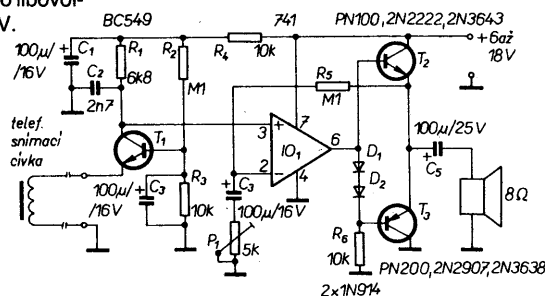 o libovol-
V.
BC549
741
PN100, 2N2222, 2N3643
100μ/
/16V
C1
R1
6k8
R2
M1
R4
10k
+6až
18V
C2
2n7
R5
M1
T2
telef.
snímací
cívka
T1
3
+
7
IO1
6
2
−
4
D1
D2
100μ/25V
C5
8Ω
100μ/
/16V
C3
R3
10k
C3
100μ/16V
P1
5k
R6
10k
T3
PN200, 2N2907, 2N3638
2×1N914